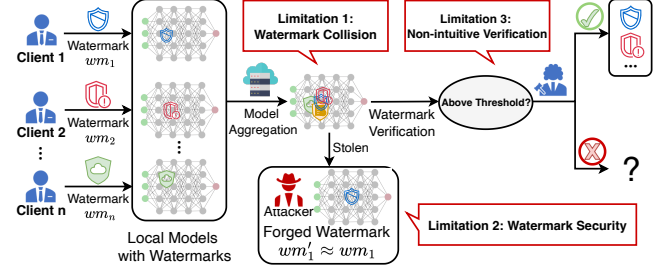 Client 1
Watermark
wm₁
Client 2
Watermark
wm₂
Client n
Watermark
wmₙ
Local Models
with Watermarks
Model
Aggregation
Limitation 1:
Watermark Collision
Watermark
Verification
Stolen
Attacker
Forged Watermark
wm′₁ ≈ wm₁
Limitation 2: Watermark Security
Limitation 3:
Non-intuitive Verification
Above Threshold?
...
?